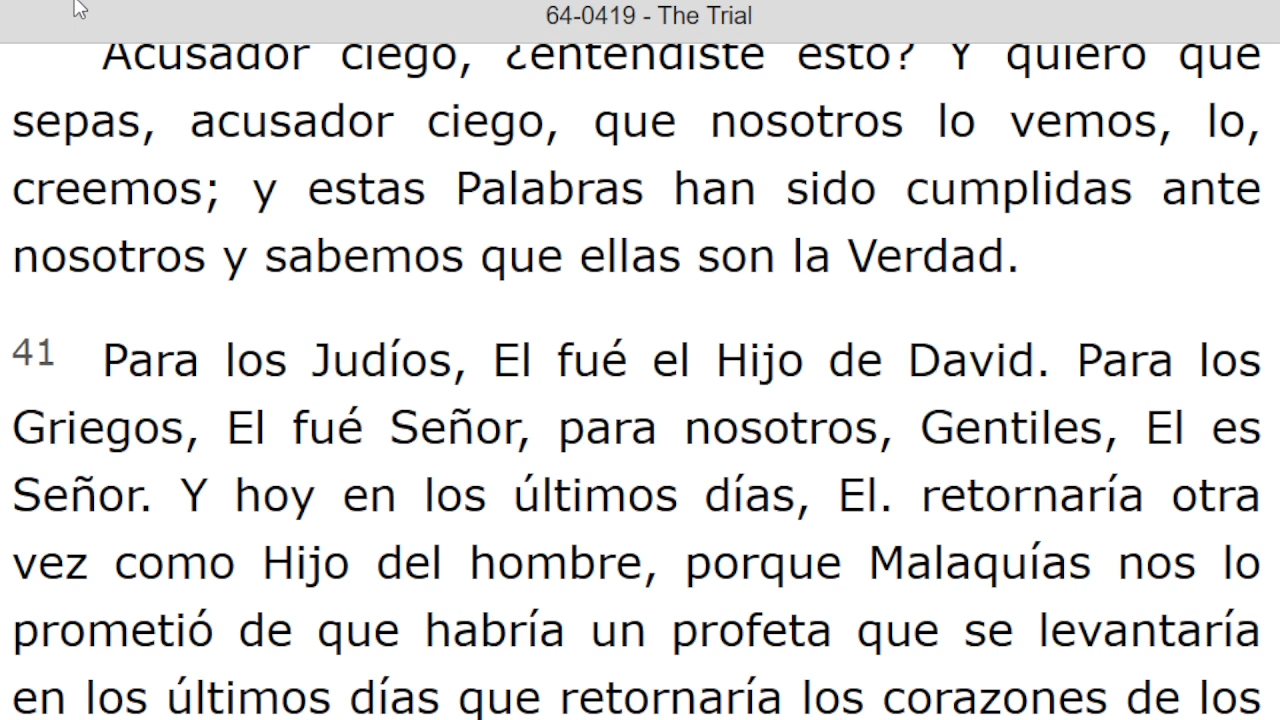 64-0419 - The Trial
Acusador ciego, ¿entendiste esto? Y quiero que
sepas, acusador ciego, que nosotros lo vemos, lo,
creemos; y estas Palabras han sido cumplidas ante
nosotros y sabemos que ellas son la Verdad.
41 Para los Judíos, El fué el Hijo de David. Para los
Griegos, El fué Señor, para nosotros, Gentiles, El es
Señor. Y hoy en los últimos días, El. retornaría otra
vez como Hijo del hombre, porque Malaquías nos lo
prometió de que habría un profeta que se levantaría
en los últimos días que retornaría los corazones de los